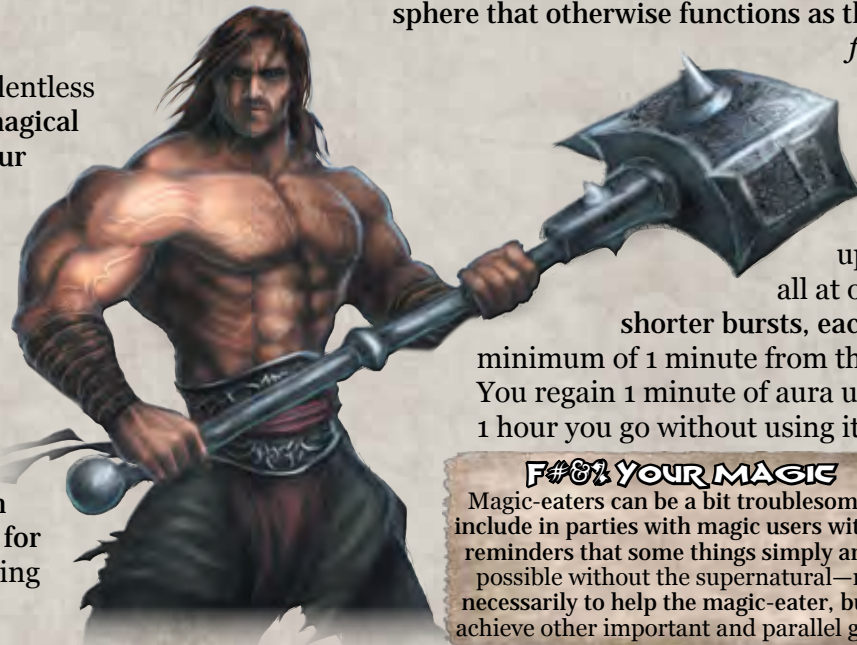 lentless
magical
ur
n
for
ing
sphere that otherwise functions as th
f
up
all at o
shorter bursts, eac
minimum of 1 minute from th
You regain 1 minute of aura u
1 hour you go without using it
F#&% YOUR MAGIC
Magic-eaters can be a bit troublesom
include in parties with magic users wit
reminders that some things simply ar
possible without the supernatural—n
necessarily to help the magic-eater, bu
achieve other important and parallel g